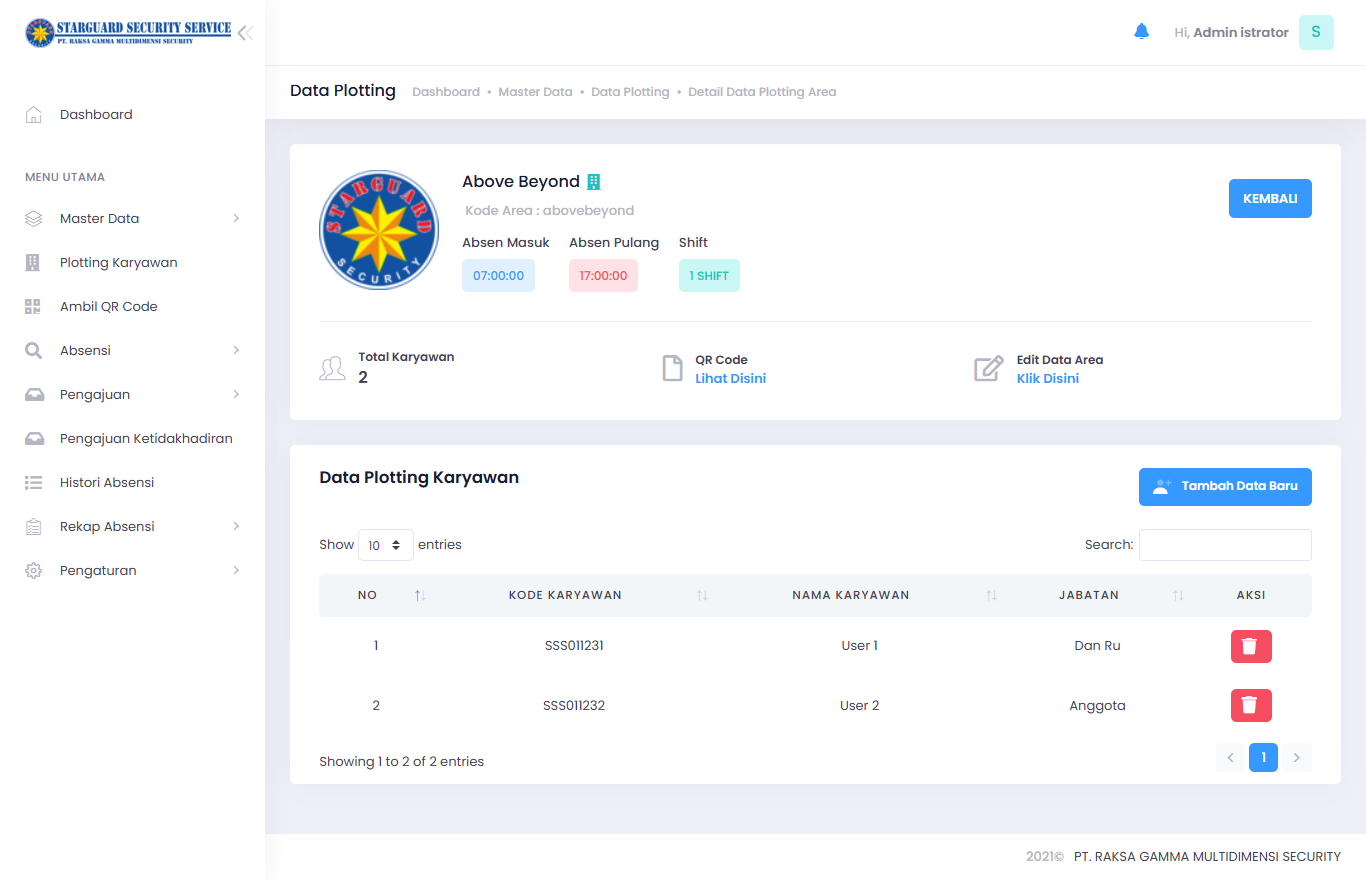 STARGUARD SECURITY SERVICE
PT. RAKSA GAMMA MULTIDIMENSI SECURITY
Hi, Admin istrator S
Data Plotting Dashboard • Master Data • Data Plotting • Detail Data Plotting Area
Dashboard
MENU UTAMA
Master Data
Plotting Karyawan
Ambil QR Code
Absensi
Pengajuan
Pengajuan Ketidakhadiran
Histori Absensi
Rekap Absensi
Pengaturan
STARGUARD
SECURITY
Above Beyond
Kode Area : abovebeyond
KEMBALI
Absen Masuk Absen Pulang Shift
07:00:00 17:00:00 1 SHIFT
Total Karyawan
2
QR Code
Lihat Disini
Edit Data Area
Klik Disini
Data Plotting Karyawan
Tambah Data Baru
Show 10 entries
Search:
NO KODE KARYAWAN NAMA KARYAWAN JABATAN AKSI
1 SSS011231 User 1 Dan Ru
2 SSS011232 User 2 Anggota
Showing 1 to 2 of 2 entries
1
2021© PT. RAKSA GAMMA MULTIDIMENSI SECURITY